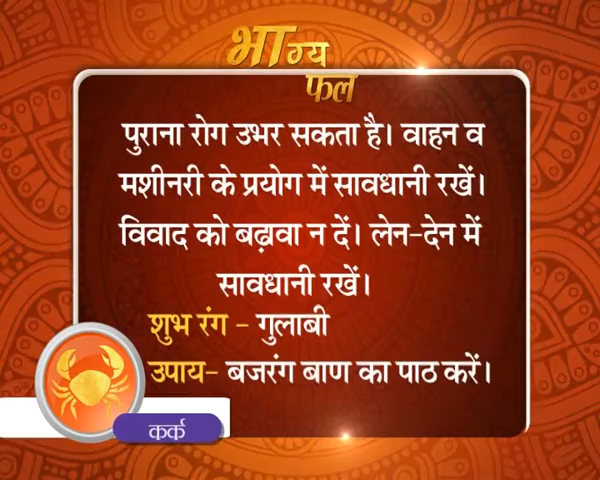 भाग्य
फल
पुराना रोग उभर सकता है। वाहन व
मशीनरी के प्रयोग में सावधानी रखें।
विवाद को बढ़ावा न दें। लेन-देन में
सावधानी रखें।
शुभ रंग - गुलाबी
उपाय- बजरंग बाण का पाठ करें।
कर्क